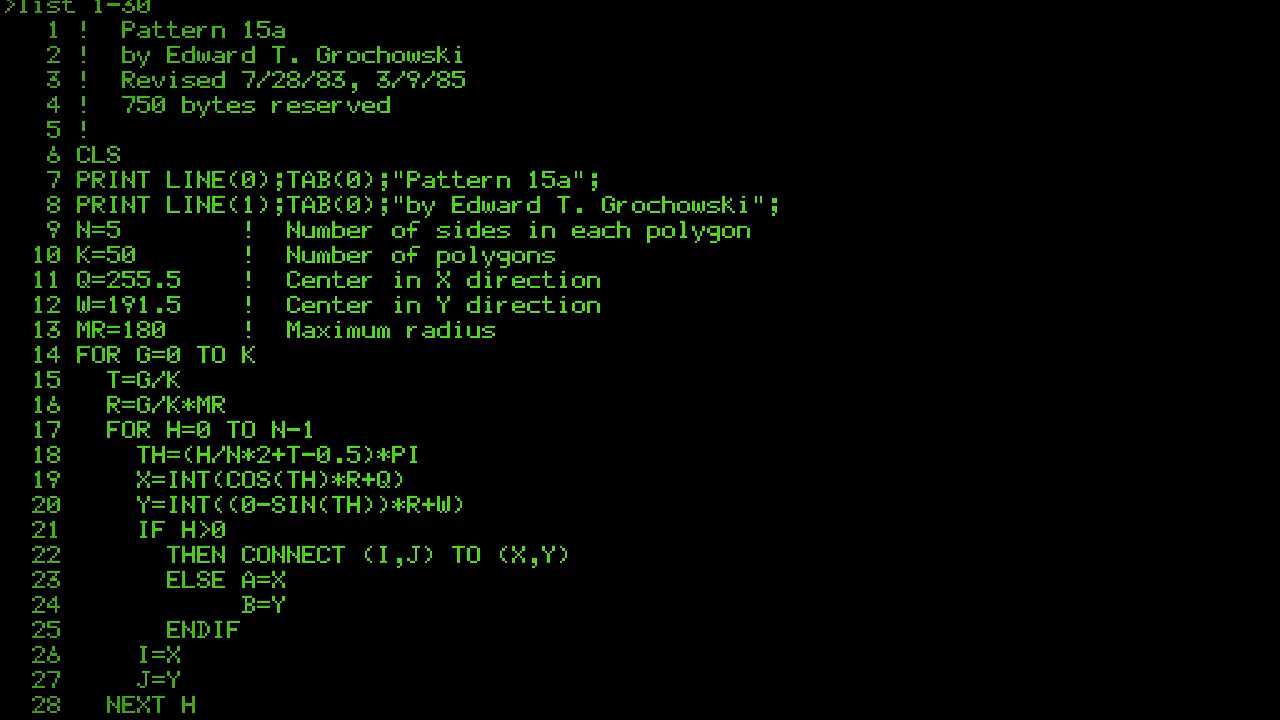 >list 1-30
1 !  Pattern 15a
2 !  by Edward T. Grochowski
3 !  Revised 7/28/83, 3/9/85
4 !  750 bytes reserved
5 !
6 CLS
7 PRINT LINE(0);TAB(0);"Pattern 15a";
8 PRINT LINE(1);TAB(0);"by Edward T. Grochowski";
9 N=5        !  Number of sides in each polygon
10 K=50       !  Number of polygons
11 Q=255.5    !  Center in X direction
12 W=191.5    !  Center in Y direction
13 MR=180     !  Maximum radius
14 FOR G=0 TO K
15   T=G/K
16   R=G/K*MR
17   FOR H=0 TO N-1
18     TH=(H/N*2+T-0.5)*PI
19     X=INT(COS(TH)*R+Q)
20     Y=INT((0-SIN(TH))*R+W)
21     IF H>0
22       THEN CONNECT (I,J) TO (X,Y)
23       ELSE A=X
24            B=Y
25       ENDIF
26     I=X
27     J=Y
28   NEXT H